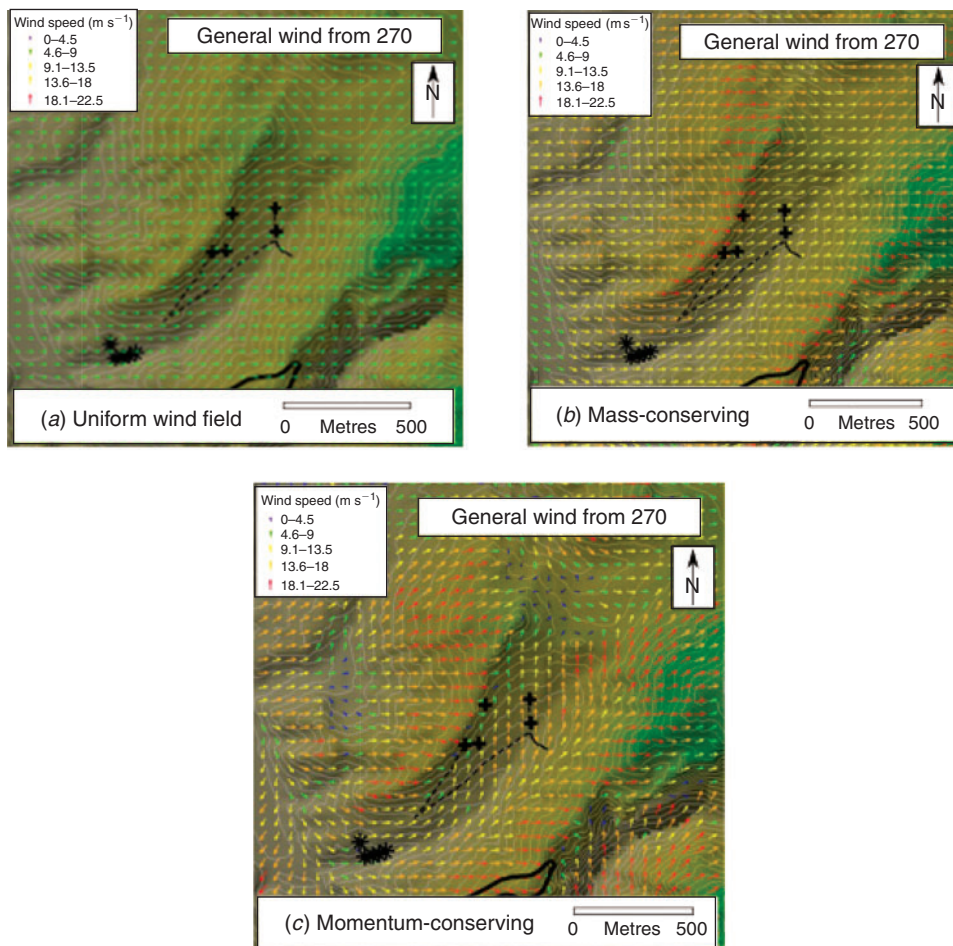 Wind speed (m s⁻¹)
0–4.5
4.6–9
9.1–13.5
13.6–18
18.1–22.5
General wind from 270
N
(a) Uniform wind field
0 Metres 500
Wind speed (m s⁻¹)
0–4.5
4.6–9
9.1–13.5
13.6–18
18.1–22.5
General wind from 270
N
(b) Mass-conserving
0 Metres 500
Wind speed (m s⁻¹)
0–4.5
4.6–9
9.1–13.5
13.6–18
18.1–22.5
General wind from 270
N
(c) Momentum-conserving
0 Metres 500